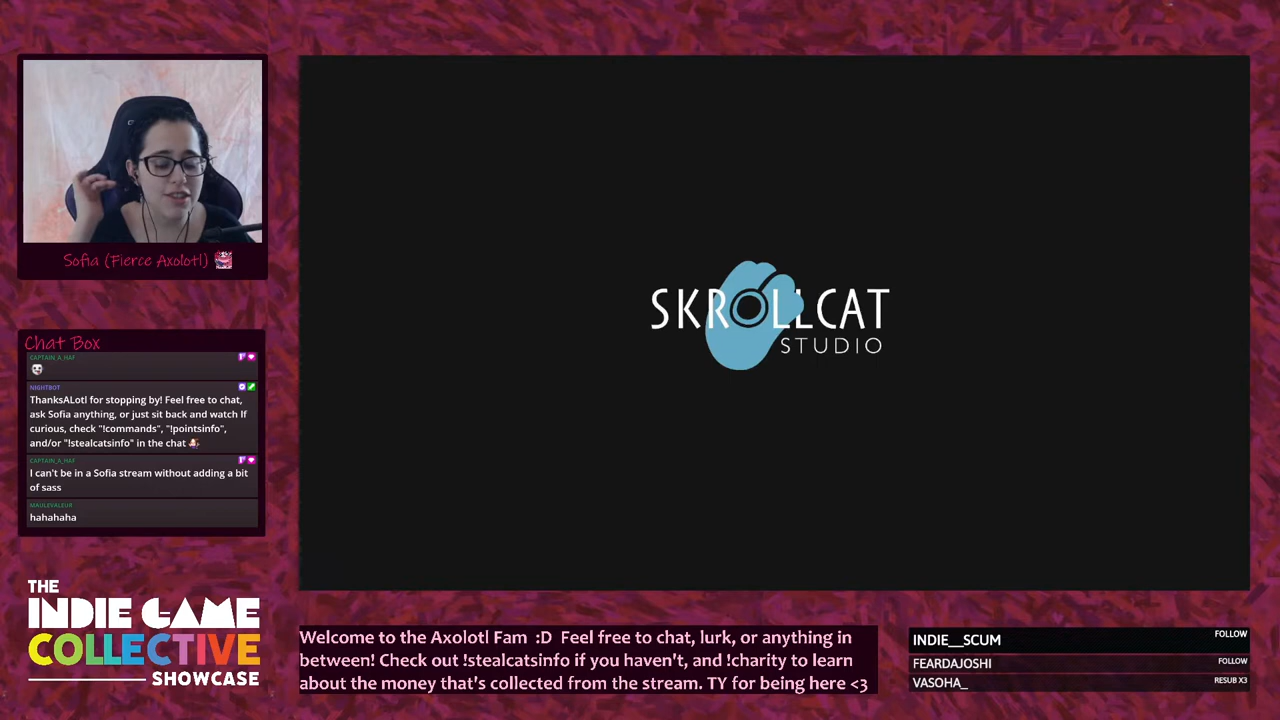 Sofia (Fierce Axolotl)
Chat Box
CAPTAIN_A_HAF
NIGHTBOT
ThanksALotl for stopping by! Feel free to chat,
ask Sofia anything, or just sit back and watch If
curious, check "!commands", "!pointsinfo",
and/or "!stealcatsinfo" in the chat
CAPTAIN_A_HAF
I can't be in a Sofia stream without adding a bit
of sass
MAULEVALEUR
hahahaha
THE
INDIE GAME
COLLECTIVE
SHOWCASE
SKROLLCAT
STUDIO
Welcome to the Axolotl Fam :D Feel free to chat, lurk, or anything in
between! Check out !stealcatsinfo if you haven't, and !charity to learn
about the money that's collected from the stream. TY for being here <3
INDIE__SCUM FOLLOW
FEARDAJOSHI FOLLOW
VASOHA_ RESUB X3